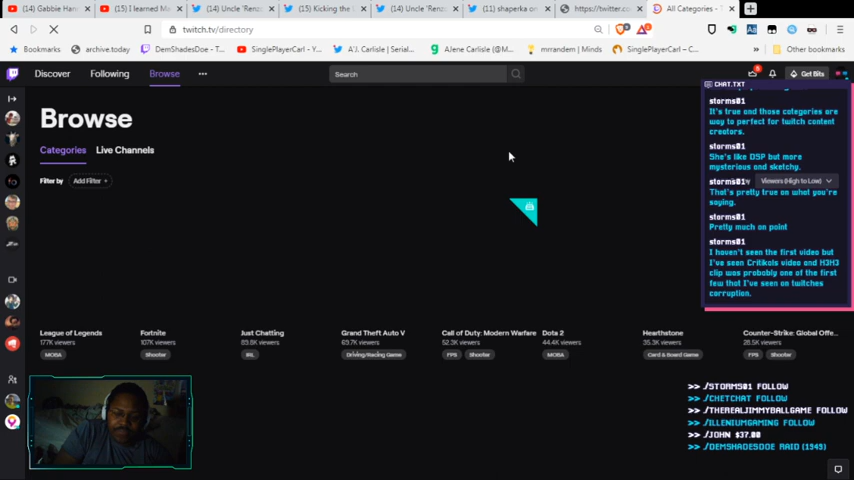 (14) Gabbie Han
(15) I learned M
(14) Uncle 'Renzo
(15) Kicking the
(14) Uncle 'Renzo
(11) shaperka on
https://twitter.co
All Categories - T
twitch.tv/directory
Bookmarks
archive.today
DemShadesDoe - T
SinglePlayerCarl - Y...
A'J. Carlisle | Serial...
AJene Carlisle (@M...
mrrandem | Minds
SinglePlayerCarl – C...
Other bookmarks
Discover
Following
Browse
Search
Get Bits
CHAT.TXT
Browse
Categories
Live Channels
Filter by
Add Filter +
Viewers (High to Low)
storms01
It's true and those categories are
way to perfect for twitch content
creators.
storms01
She's like DSP but more
mysterious and sketchy.
storms01
That's pretty true on what you're
saying.
storms01
Pretty much on point
storms01
I haven't seen the first video but
I've seen Critikals video and H3H3
clip was probably one of the first
few that I've seen on twitches
corruption.
League of Legends
177K viewers
MOBA
Fortnite
107K viewers
Shooter
Just Chatting
89.8K viewers
IRL
Grand Theft Auto V
69.7K viewers
Driving/Racing Game
Call of Duty: Modern Warfare
52.3K viewers
FPS
Shooter
Dota 2
44.4K viewers
MOBA
Hearthstone
35.3K viewers
Card & Board Game
Counter-Strike: Global Offe...
28.5K viewers
FPS
Shooter
>> ./STORMS01 FOLLOW
>> ./CHETCHAT FOLLOW
>> ./THEREALJIMMYBALLGAME FOLLOW
>> ./ILLENIUMGAMING FOLLOW
>> ./JOHN $37.00
>> ./DEMSHADESDOE RAID (1949)